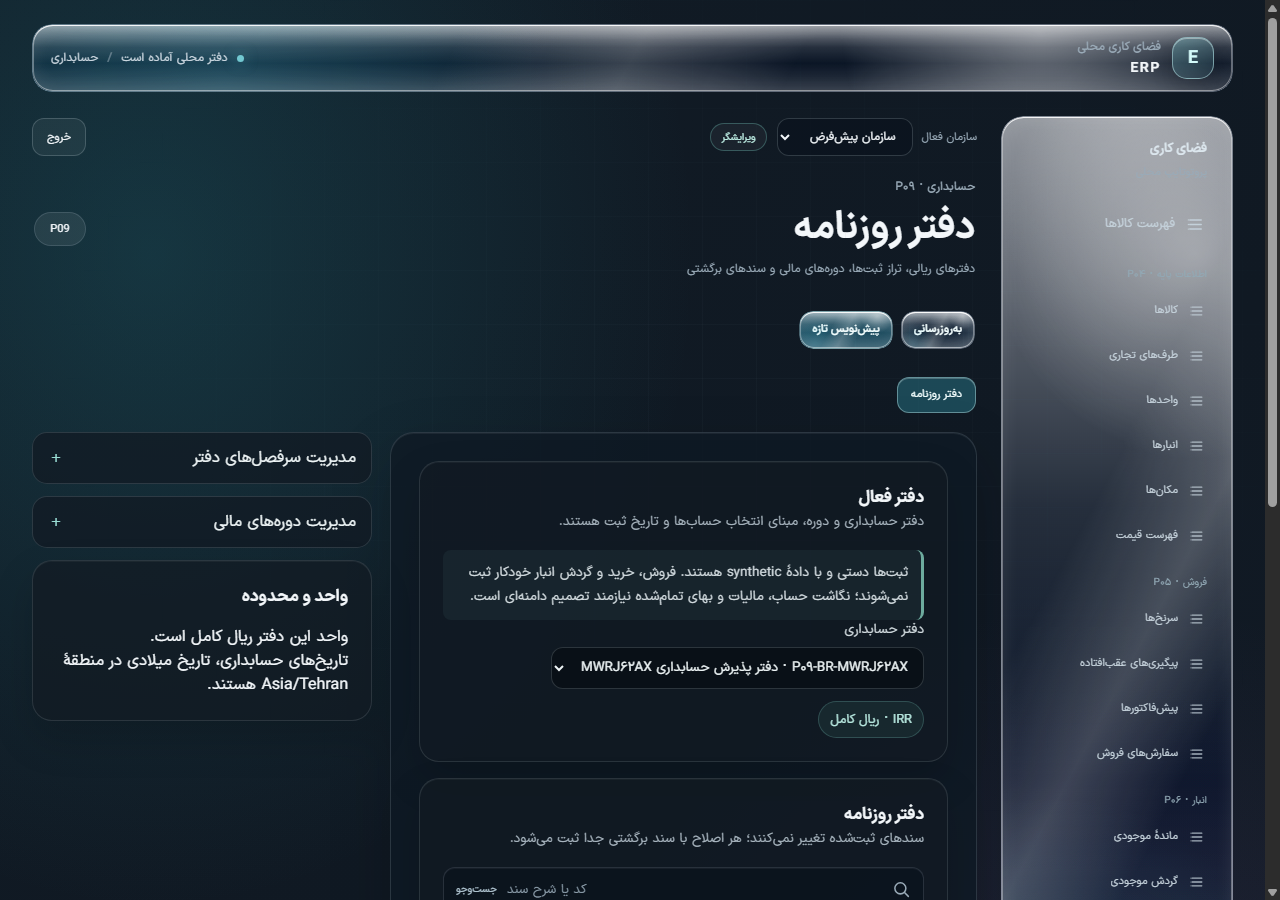 E
فضای کاری محلی
ERP
دفتر محلی آماده است / حسابداری
فضای کاری
فهرست کالاها
کالاها
طرف‌های تجاری
واحدها
انبارها
مکان‌ها
فهرست قیمت
فروش · P۰۵
سرنخ‌ها
پیگیری‌های عقب‌افتاده
پیش‌فاکتورها
سفارش‌های فروش
انبار · P۰۶
ماندهٔ موجودی
گردش موجودی
سازمان فعال
سازمان پیش‌فرض
ویرایشگر
خروج
حسابداری · P۰۹
دفتر روزنامه
P09
دفترهای ریالی، تراز ثبت‌ها، دوره‌های مالی و سندهای برگشتی
به‌روزرسانی
پیش‌نویس تازه
دفتر روزنامه
دفتر فعال
دفتر حسابداری و دوره، مبنای انتخاب حساب‌ها و تاریخ ثبت هستند.
ثبت‌ها دستی و با دادهٔ synthetic هستند. فروش، خرید و گردش انبار خودکار ثبت
نمی‌شوند؛ نگاشت حساب، مالیات و بهای تمام‌شده نیازمند تصمیم دامنه‌ای است.
دفتر حسابداری
P۰۹-BR-MWRJ۶۲AX · دفتر پذیرش حسابداری MWRJ۶۲AX
IRR · ریال کامل
دفتر روزنامه
سندهای ثبت‌شده تغییر نمی‌کنند؛ هر اصلاح با سند برگشتی جدا ثبت می‌شود.
کد یا شرح سند
جست‌وجو
مدیریت سرفصل‌های دفتر
+
مدیریت دوره‌های مالی
+
واحد و محدوده
واحد این دفتر ریال کامل است.
تاریخ‌های حسابداری، تاریخ میلادی در منطقهٔ
Asia/Tehran هستند.